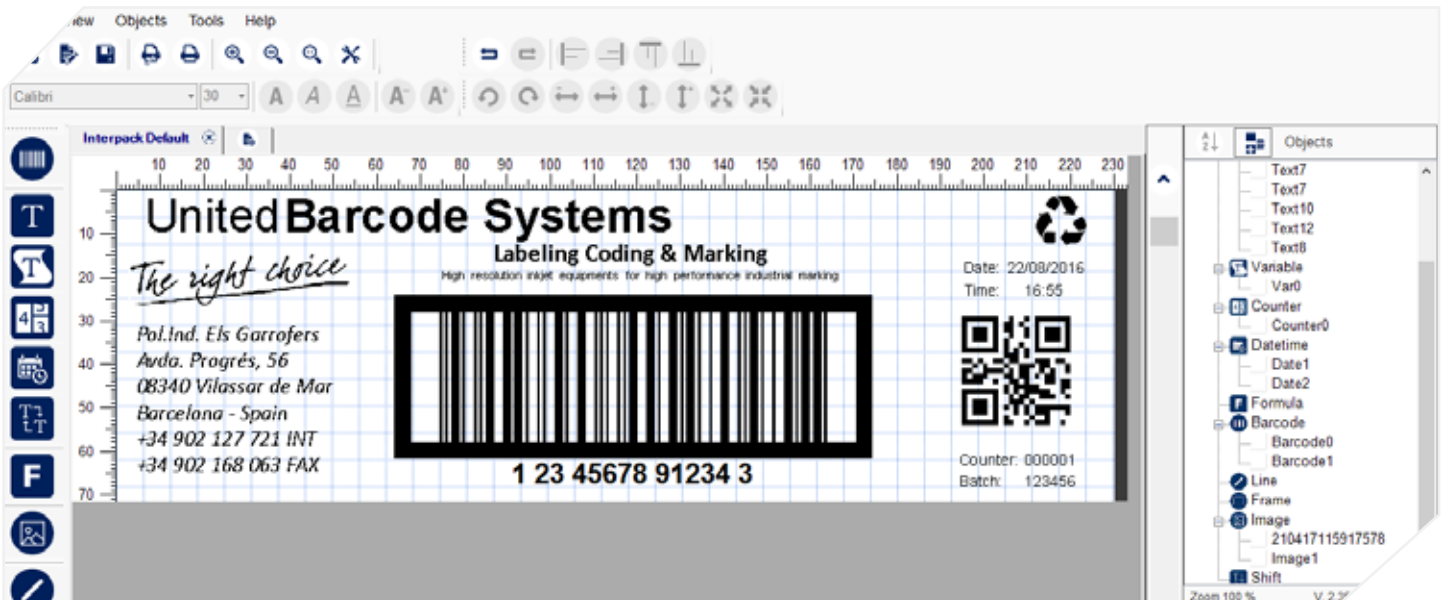 ew Objects Tools Help
Calibri 30 A A A A- A+
Interpack Default
10 20 30 40 50 60 70 80 90 100 110 120 130 140 150 160 170 180 190 200 210 220 230
10
20
30
40
50
60
70
United Barcode Systems
Labeling Coding & Marking
High resolution inkjet equipments for high performance industrial marking
The right choice
Pol.Ind. Els Garrofers
Avda. Progrés, 56
08340 Vilassar de Mar
Barcelona - Spain
+34 902 127 721 INT
+34 902 168 063 FAX
1 23 45678 91234 3
Date: 22/08/2016
Time: 16:55
Counter: 000001
Batch: 123456
Objects
Text7
Text7
Text10
Text12
Text6
Variable
Var0
Counter
Counter0
Datetime
Date1
Date2
Formula
Barcode
Barcode0
Barcode1
Line
Frame
Image
210417115917578
Image1
Shift
Zoom 100 %